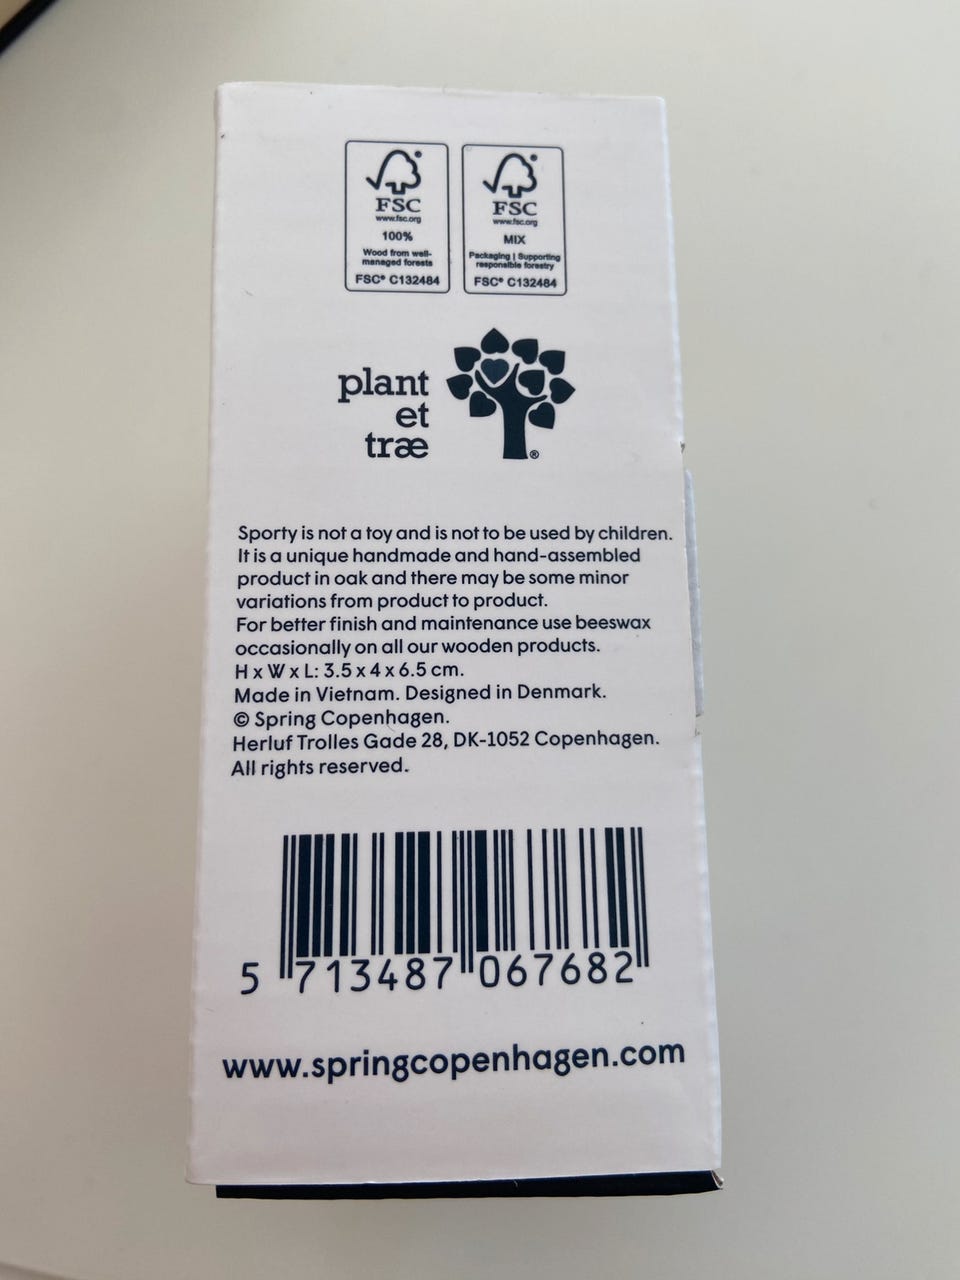 FSC®
www.fsc.org
100%
Wood from well-
managed forests
FSC® C132484
FSC®
www.fsc.org
MIX
Packaging | Supporting
responsible forestry
FSC® C132484
plant
et
træ
®
Sporty is not a toy and is not to be used by children.
It is a unique handmade and hand-assembled
product in oak and there may be some minor
variations from product to product.
For better finish and maintenance use beeswax
occasionally on all our wooden products.
H x W x L: 3.5 x 4 x 6.5 cm.
Made in Vietnam. Designed in Denmark.
© Spring Copenhagen.
Herluf Trolles Gade 28, DK-1052 Copenhagen.
All rights reserved.
5 713487 067682
www.springcopenhagen.com